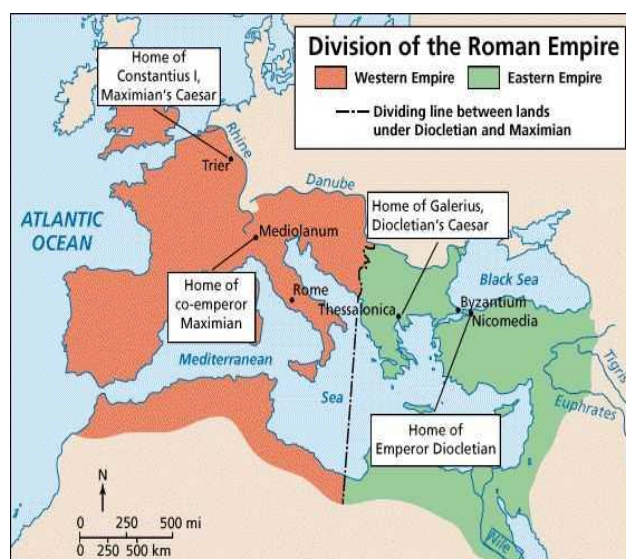 Division of the Roman Empire
Western Empire
Eastern Empire
Dividing line between lands
under Diocletian and Maximian
Home of
Constantius I,
Maximian's Caesar
Rhine
Trier
Danube
Home of Galerius,
Diocletian's Caesar
ATLANTIC
OCEAN
Mediolanum
Black Sea
Home of
co-emperor
Maximian
Rome
Thessalonica
Byzantium
Nicomedia
Mediterranean
Sea
Tigris
Euphrates
Home of
Emperor Diocletian
N
0 250 500 mi
0 250 500 km
Nile